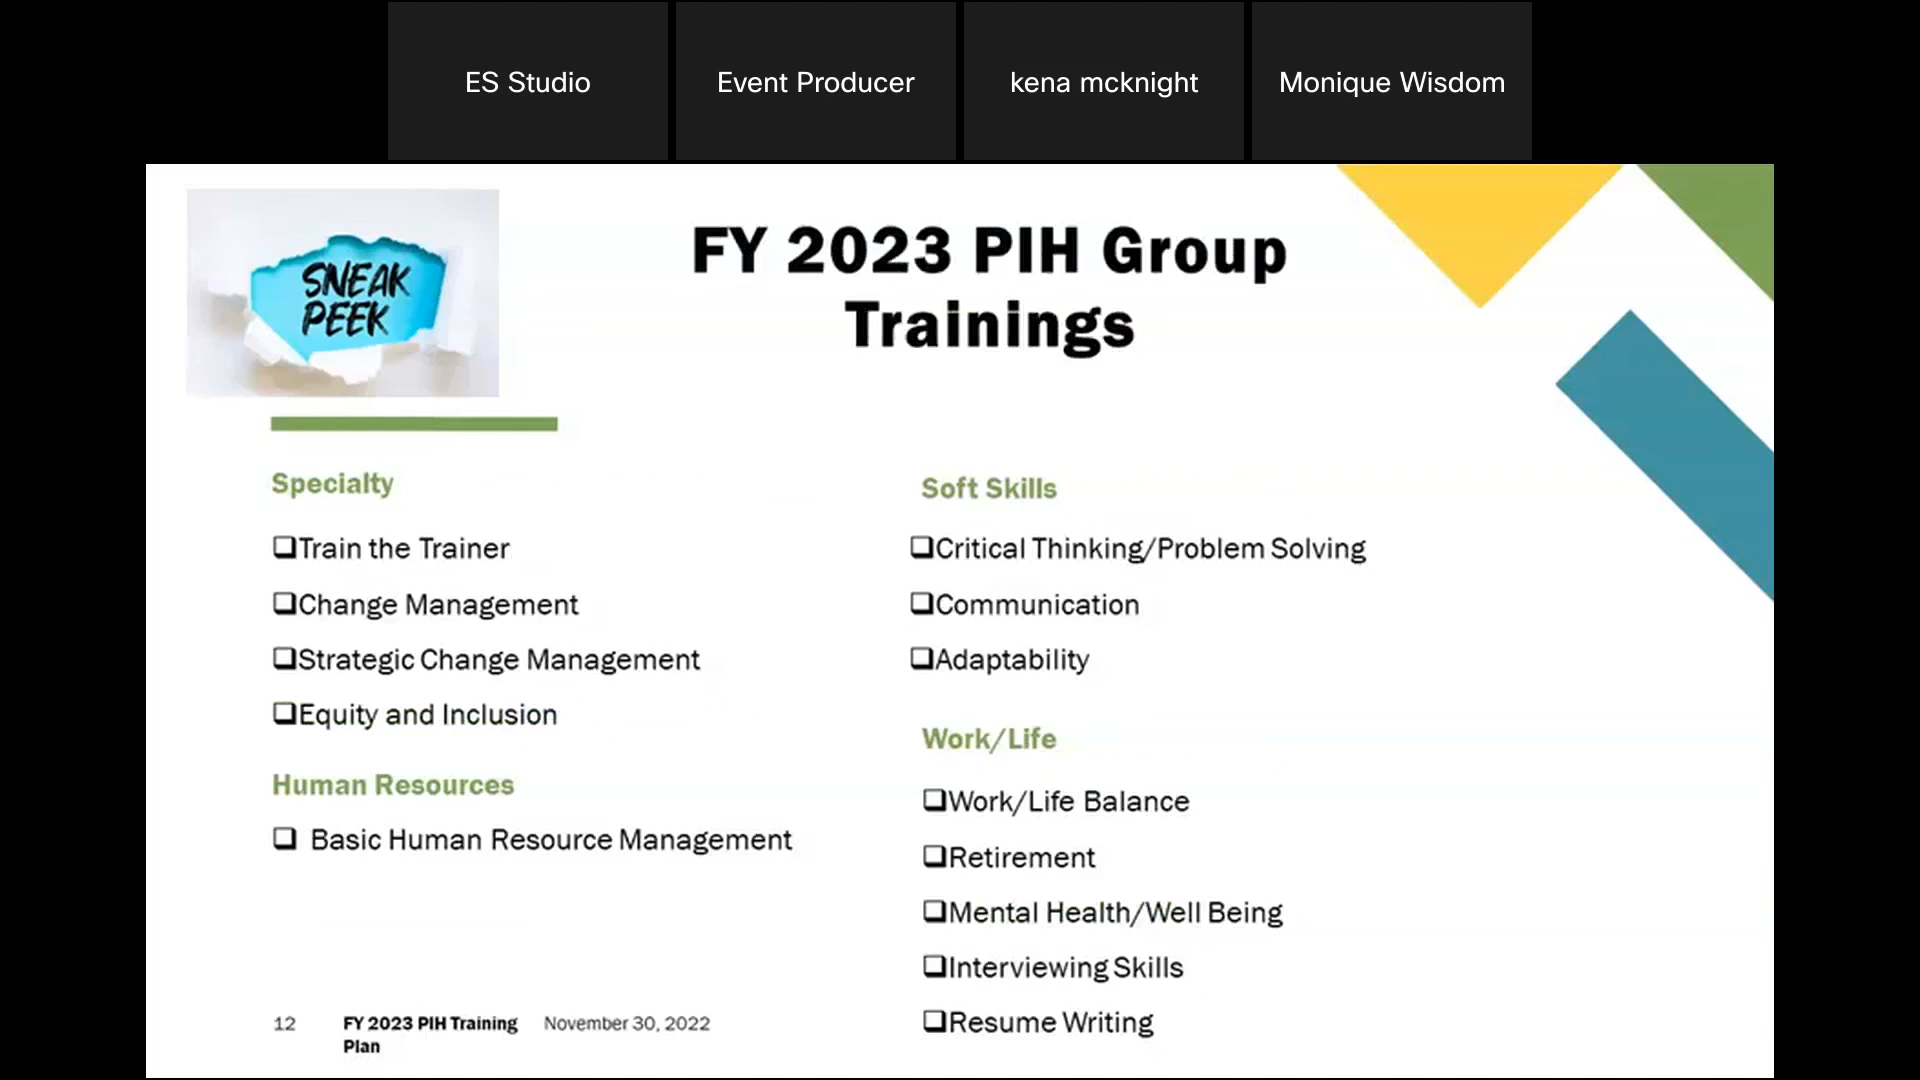 ES Studio
Event Producer
kena mcknight
Monique Wisdom
SNEAK
PEEK
FY 2023 PIH Group
Trainings
Specialty
❑Train the Trainer
❑Change Management
❑Strategic Change Management
❑Equity and Inclusion
Human Resources
❑ Basic Human Resource Management
Soft Skills
❑Critical Thinking/Problem Solving
❑Communication
❑Adaptability
Work/Life
❑Work/Life Balance
❑Retirement
❑Mental Health/Well Being
❑Interviewing Skills
❑Resume Writing
12
FY 2023 PIH Training
Plan
November 30, 2022